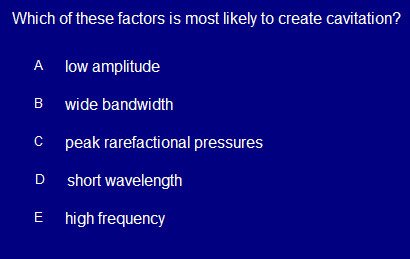 Which of these factors is most likely to create cavitation?
A low amplitude
B wide bandwidth
C peak rarefactional pressures
D short wavelength
E high frequency